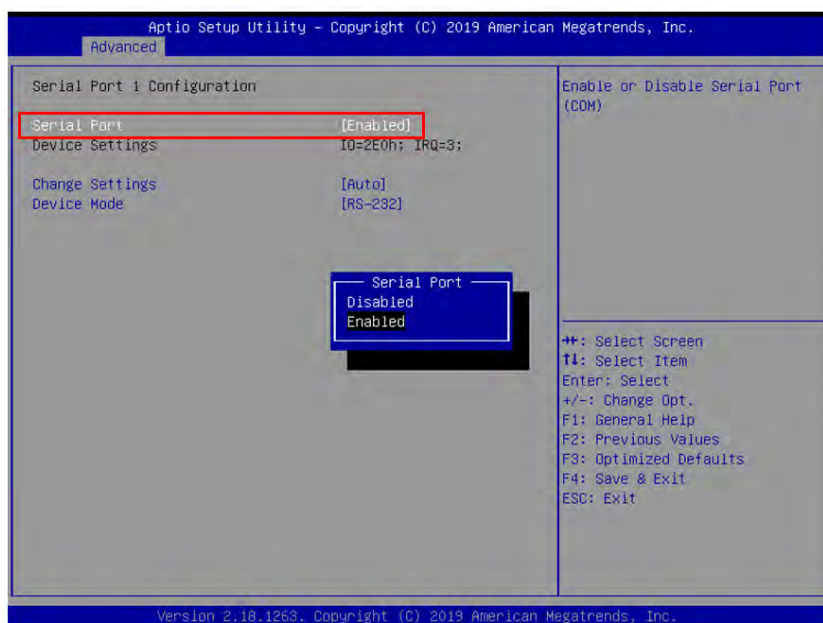 Aptio Setup Utility – Copyright (C) 2019 American Megatrends, Inc.
Advanced
Serial Port 1 Configuration
Serial Port [Enabled]
Device Settings IO=2E0h; IRQ=3;
Change Settings [Auto]
Device Mode [RS-232]
Serial Port
Disabled
Enabled
Enable or Disable Serial Port
(COM)
→←: Select Screen
↑↓: Select Item
Enter: Select
+/-: Change Opt.
F1: General Help
F2: Previous Values
F3: Optimized Defaults
F4: Save & Exit
ESC: Exit
Version 2.18.1263. Copyright (C) 2019 American Megatrends, Inc.